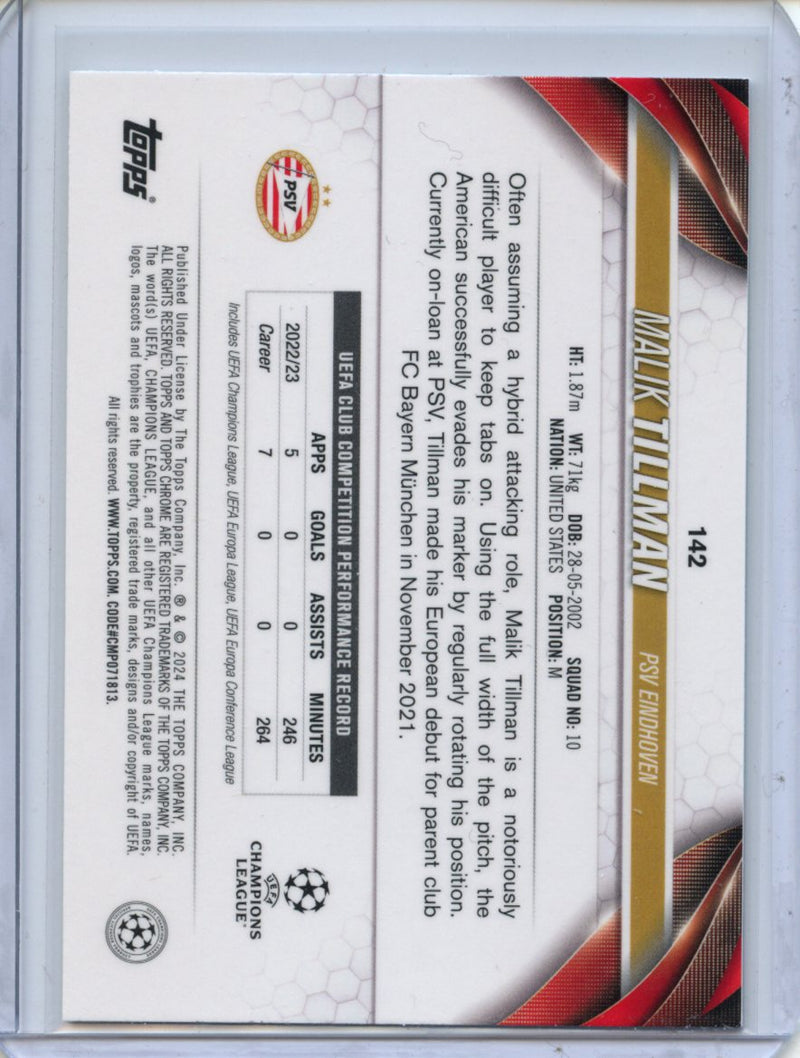 142
MALIK TILLMAN PSV EINDHOVEN
HT: 1.87m WT: 71kg DOB: 28-05-2002 SQUAD NO: 10
NATION: UNITED STATES POSITION: M
Often assuming a hybrid attacking role, Malik Tillman is a notoriously
difficult player to keep tabs on. Using the full width of the pitch, the
American successfully evades his marker by regularly rotating his position.
Currently on-loan at PSV, Tillman made his European debut for parent club
FC Bayern München in November 2021.
UEFA CLUB COMPETITION PERFORMANCE RECORD
APPS GOALS ASSISTS MINUTES
2022/23 5 0 0 246
Career 7 0 0 264
Includes UEFA Champions League, UEFA Europa League, UEFA Europa Conference League
PSV
UEFA
CHAMPIONS
LEAGUE®
topps®
Published Under License by The Topps Company, Inc. ® & © 2024 THE TOPPS COMPANY, INC.
ALL RIGHTS RESERVED. TOPPS AND TOPPS CHROME ARE REGISTERED TRADEMARKS OF THE TOPPS COMPANY, INC.
The word(s) UEFA, CHAMPIONS LEAGUE, and all other UEFA Champions League marks, names,
logos, mascots and trophies are the property, registered trade marks, designs and/or copyright of UEFA.
All rights reserved. WWW.TOPPS.COM. CODE#CMP071813.